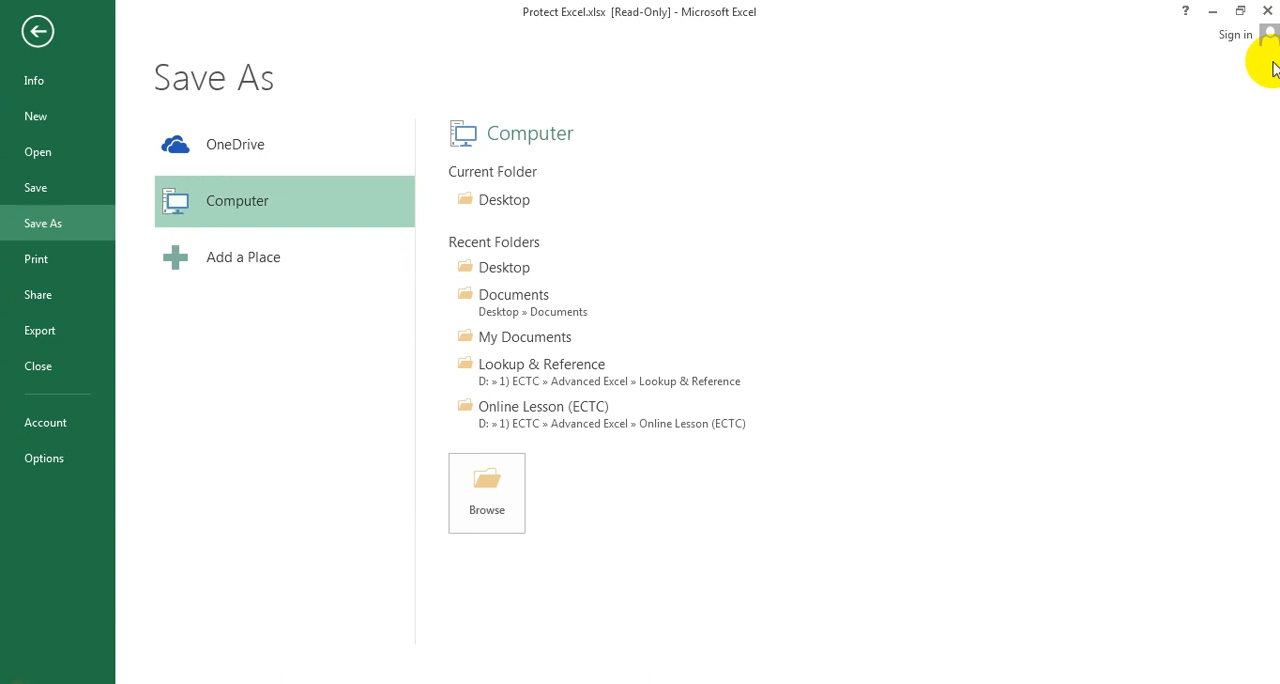 Protect Excel.xlsx [Read-Only] - Microsoft Excel
?
Sign in
Info
New
Open
Save
Save As
Print
Share
Export
Close
Account
Options
Save As
OneDrive
Computer
Add a Place
Computer
Current Folder
Desktop
Recent Folders
Desktop
Documents
Desktop » Documents
My Documents
Lookup & Reference
D: » 1) ECTC » Advanced Excel » Lookup & Reference
Online Lesson (ECTC)
D: » 1) ECTC » Advanced Excel » Online Lesson (ECTC)
Browse